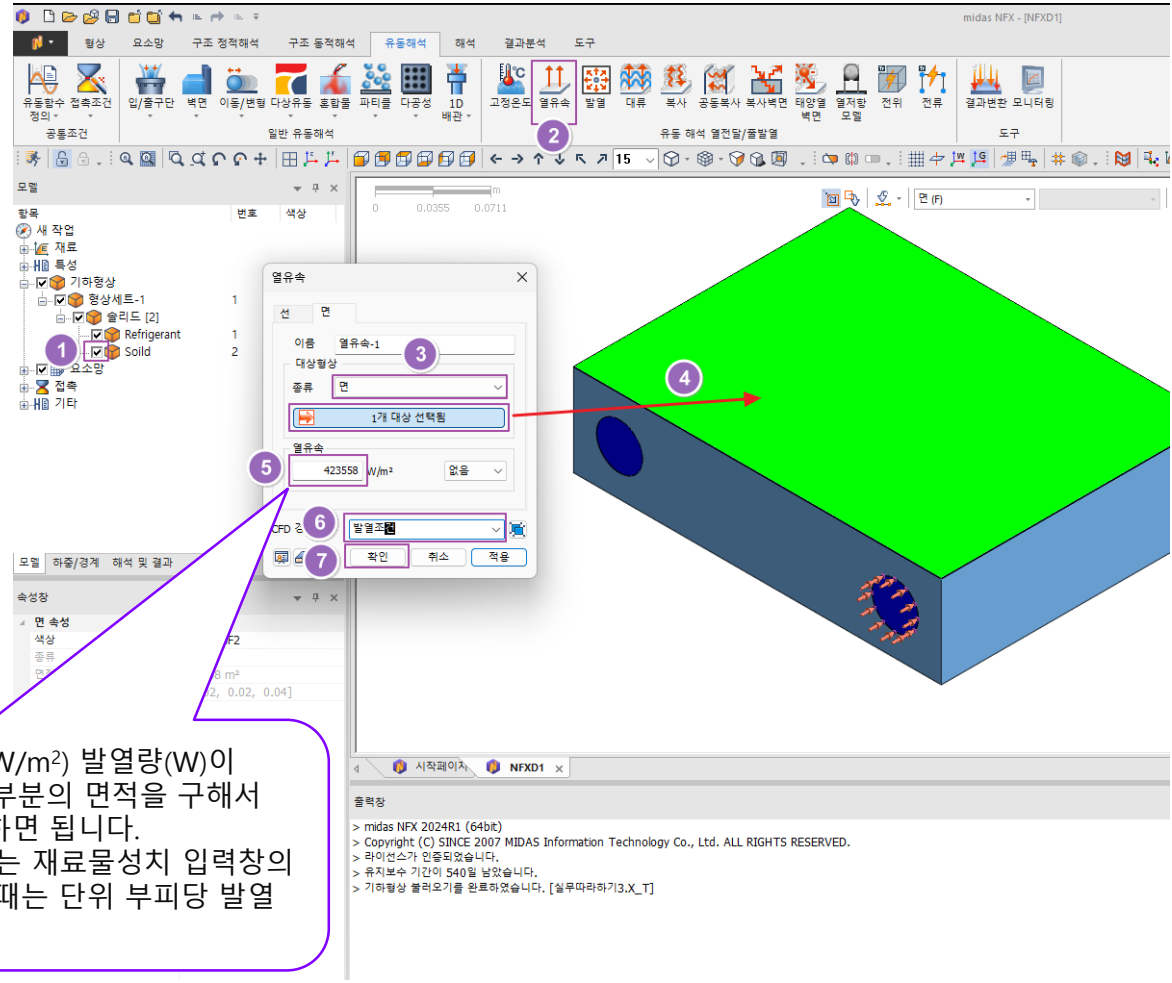 midas NFX - [NFXD1]
형상 요소망 구조 정적해석 구조 동적해석 유동해석 해석 결과분석 도구
유동함수 접촉조건 입/출구단 벽면 이동/변형 다상유동 혼합물 파티클 다공성 1D 고정온도 열유속 발열 대류 복사 공동복사 복사벽면 태양열 열저항 전위 전류 결과변환 모니터링
정의 배관 벽면 모델
공통조건 일반 유동해석 2 유동 해석 열전달/줄발열 도구
15
모델
항목 번호 색상
새 작업
재료
특성
기하형상
형상세트-1 1
솔리드 [2]
Refrigerant 1
1 Soild 2
요소망
접촉
기타
m
0 0.0355 0.0711
면 (F)
열유속
선 면
이름 열유속-1
3
대상형상
종류 면
1개 대상 선택됨
4
열유속
5 423558 W/m² 없음
CFD 6 발열조건
7 확인 취소 적용
모델 하중/경계 해석 및 결과
속성창
면 속성
색상 F2
종류
8 m²
0.02, 0.04]
W/m²) 발열량(W)이
부분의 면적을 구해서
하면 됩니다.
는 재료물성치 입력창의
때는 단위 부피당 발열
시작페이지 NFXD1
출력창
> midas NFX 2024R1 (64bit)
> Copyright (C) SINCE 2007 MIDAS Information Technology Co., Ltd. ALL RIGHTS RESERVED.
> 라이선스가 인증되었습니다.
> 유지보수 기간이 540일 남았습니다.
> 기하형상 불러오기를 완료하였습니다. [실무따라하기3.X_T]